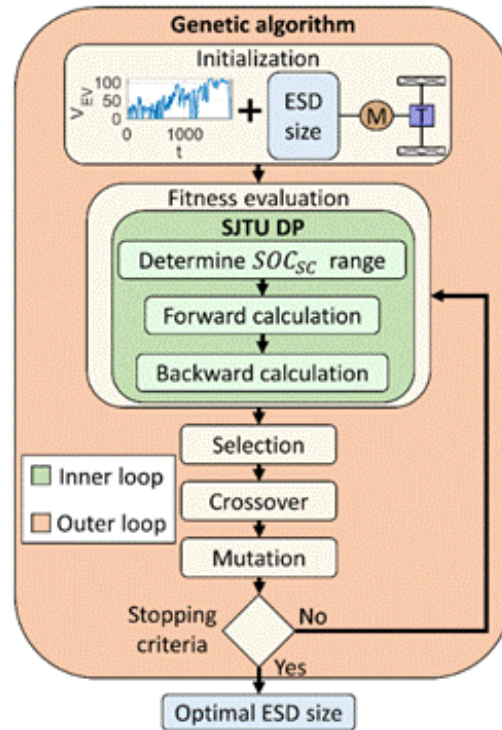 Genetic algorithm
Initialization
V_EV
100
50
0
0
1000
t
+
ESD
size
M
T
Fitness evaluation
SJTU DP
Determine SOC_SC range
Forward calculation
Backward calculation
Selection
Inner loop
Crossover
Outer loop
Mutation
Stopping
criteria
No
Yes
Optimal ESD size